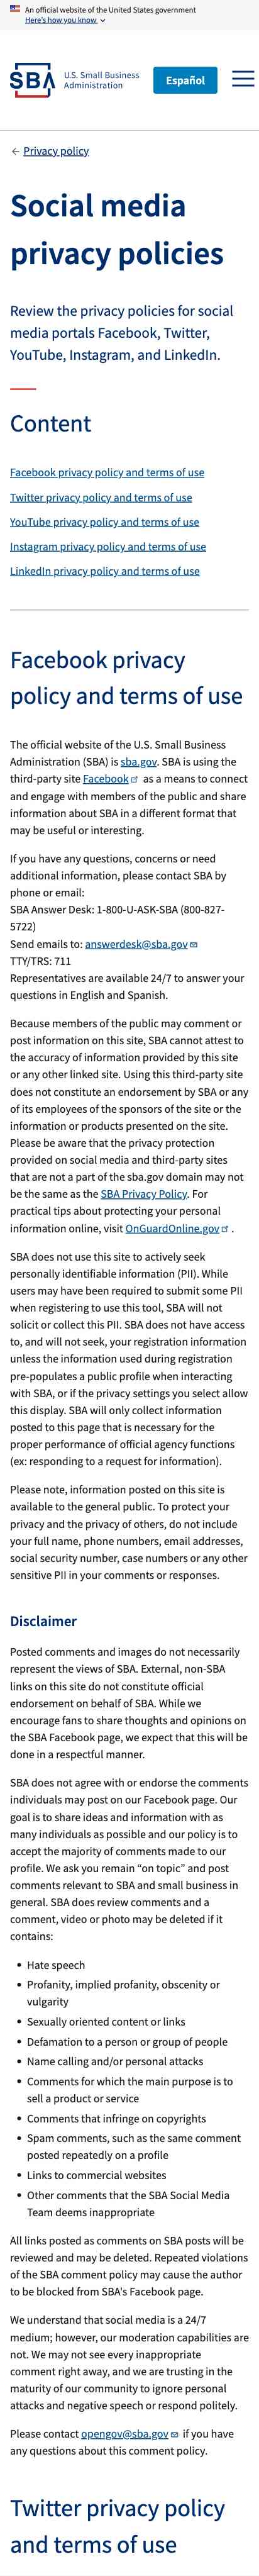 An official website of the United States government
Here's how you know
SBA
U.S. Small Business
Administration
Español
Privacy policy
Social media
privacy policies
Review the privacy policies for social
media portals Facebook, Twitter,
YouTube, Instagram, and LinkedIn.
Content
Facebook privacy policy and terms of use
Twitter privacy policy and terms of use
YouTube privacy policy and terms of use
Instagram privacy policy and terms of use
LinkedIn privacy policy and terms of use
Facebook privacy
policy and terms of use
The official website of the U.S. Small Business
Administration (SBA) is sba.gov. SBA is using the
third-party site Facebook as a means to connect
and engage with members of the public and share
information about SBA in a different format that
may be useful or interesting.
If you have any questions, concerns or need
additional information, please contact SBA by
phone or email:
SBA Answer Desk: 1-800-U-ASK-SBA (800-827-
5722)
Send emails to: answerdesk@sba.gov
TTY/TRS: 711
Representatives are available 24/7 to answer your
questions in English and Spanish.
Because members of the public may comment or
post information on this site, SBA cannot attest to
the accuracy of information provided by this site
or any other linked site. Using this third-party site
does not constitute an endorsement by SBA or any
of its employees of the sponsors of the site or the
information or products presented on the site.
Please be aware that the privacy protection
provided on social media and third-party sites
that are not a part of the sba.gov domain may not
be the same as the SBA Privacy Policy. For
practical tips about protecting your personal
information online, visit OnGuardOnline.gov .
SBA does not use this site to actively seek
personally identifiable information (PII). While
users may have been required to submit some PII
when registering to use this tool, SBA will not
solicit or collect this PII. SBA does not have access
to, and will not seek, your registration information
unless the information used during registration
pre-populates a public profile when interacting
with SBA, or if the privacy settings you select allow
this display. SBA will only collect information
posted to this page that is necessary for the
proper performance of official agency functions
(ex: responding to a request for information).
Please note, information posted on this site is
available to the general public. To protect your
privacy and the privacy of others, do not include
your full name, phone numbers, email addresses,
social security number, case numbers or any other
sensitive PII in your comments or responses.
Disclaimer
Posted comments and images do not necessarily
represent the views of SBA. External, non-SBA
links on this site do not constitute official
endorsement on behalf of SBA. While we
encourage fans to share thoughts and opinions on
the SBA Facebook page, we expect that this will be
done in a respectful manner.
SBA does not agree with or endorse the comments
individuals may post on our Facebook page. Our
goal is to share ideas and information with as
many individuals as possible and our policy is to
accept the majority of comments made to our
profile. We ask you remain “on topic” and post
comments relevant to SBA and small business in
general. SBA does review comments and a
comment, video or photo may be deleted if it
contains:
• Hate speech
• Profanity, implied profanity, obscenity or
vulgarity
• Sexually oriented content or links
• Defamation to a person or group of people
• Name calling and/or personal attacks
• Comments for which the main purpose is to
sell a product or service
• Comments that infringe on copyrights
• Spam comments, such as the same comment
posted repeatedly on a profile
• Links to commercial websites
• Other comments that the SBA Social Media
Team deems inappropriate
All links posted as comments on SBA posts will be
reviewed and may be deleted. Repeated violations
of the SBA comment policy may cause the author
to be blocked from SBA's Facebook page.
We understand that social media is a 24/7
medium; however, our moderation capabilities are
not. We may not see every inappropriate
comment right away, and we are trusting in the
maturity of our community to ignore personal
attacks and negative speech or respond politely.
Please contact opengov@sba.gov if you have
any questions about this comment policy.
Twitter privacy policy
and terms of use